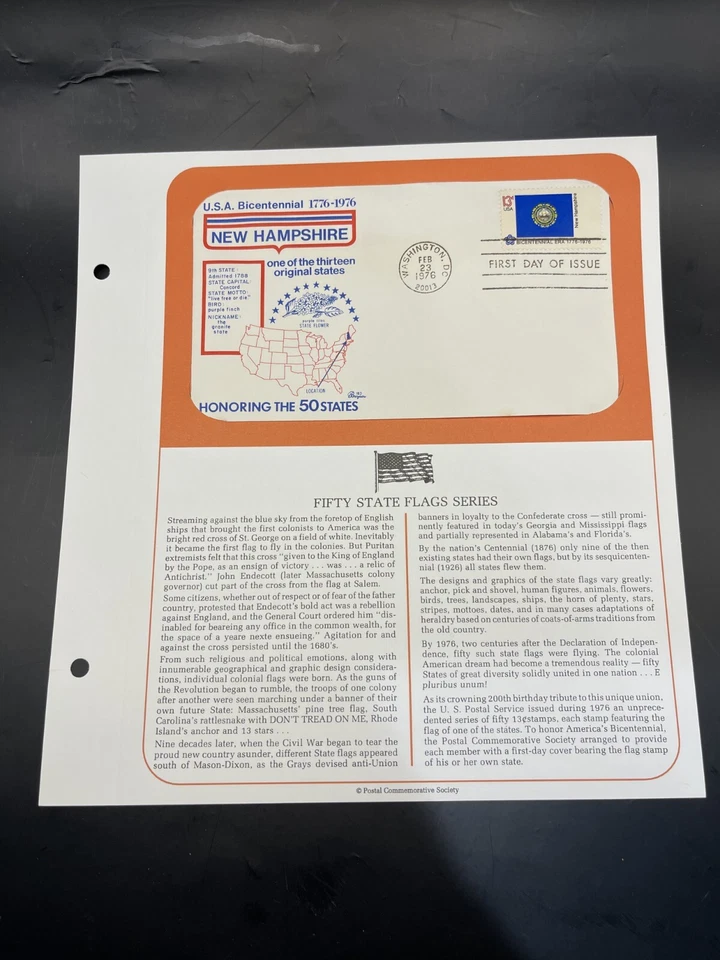 U.S.A. Bicentennial 1776-1976
NEW HAMPSHIRE
one of the thirteen
original states
9th STATE
Admitted 1788
STATE CAPITAL:
Concord
STATE MOTTO:
"live free or die."
BIRD:
purple finch
NICKNAME:
the
granite
state
purple lilac
STATE FLOWER
LOCATION
HONORING THE 50 STATES
WASHINGTON, DC
FEB
23
1976
20013
13¢
USA
New Hampshire
BICENTENNIAL ERA 1776-1976
FIRST DAY OF ISSUE
FIFTY STATE FLAGS SERIES
Streaming against the blue sky from the foretop of English
ships that brought the first colonists to America was the
bright red cross of St. George on a field of white. Inevitably
it became the first flag to fly in the colonies. But Puritan
extremists felt that this cross "given to the King of England
by the Pope, as an ensign of victory . . . was . . . a relic of
Antichrist." John Endecott (later Massachusetts colony
governor) cut part of the cross from the flag at Salem.
Some citizens, whether out of respect or of fear of the father
country, protested that Endecott's bold act was a rebellion
against England, and the General Court ordered him "dis-
inabled for beareing any office in the common wealth, for
the space of a yeare nexte ensueing." Agitation for and
against the cross persisted until the 1680's.
From such religious and political emotions, along with
innumerable geographical and graphic design considera-
tions, individual colonial flags were born. As the guns of
the Revolution began to rumble, the troops of one colony
after another were seen marching under a banner of their
own future State: Massachusetts' pine tree flag, South
Carolina's rattlesnake with DON'T TREAD ON ME, Rhode
Island's anchor and 13 stars . . .
Nine decades later, when the Civil War began to tear the
proud new country asunder, different State flags appeared
south of Mason-Dixon, as the Grays devised anti-Union
banners in loyalty to the Confederate cross — still promi-
nently featured in today's Georgia and Mississippi flags
and partially represented in Alabama's and Florida's.
By the nation's Centennial (1876) only nine of the then
existing states had their own flags, but by its sesquicenten-
nial (1926) all states flew them.
The designs and graphics of the state flags vary greatly:
anchor, pick and shovel, human figures, animals, flowers,
birds, trees, landscapes, ships, the horn of plenty, stars,
stripes, mottoes, dates, and in many cases adaptations of
heraldry based on centuries of coats-of-arms traditions from
the old country.
By 1976, two centuries after the Declaration of Indepen-
dence, fifty such state flags were flying. The colonial
American dream had become a tremendous reality — fifty
States of great diversity solidly united in one nation . . . E
pluribus unum!
As its crowning 200th birthday tribute to this unique union,
the U. S. Postal Service issued during 1976 an unprece-
dented series of fifty 13¢ stamps, each stamp featuring the
flag of one of the states. To honor America's Bicentennial,
the Postal Commemorative Society arranged to provide
each member with a first-day cover bearing the flag stamp
of his or her own state.
© Postal Commemorative Society